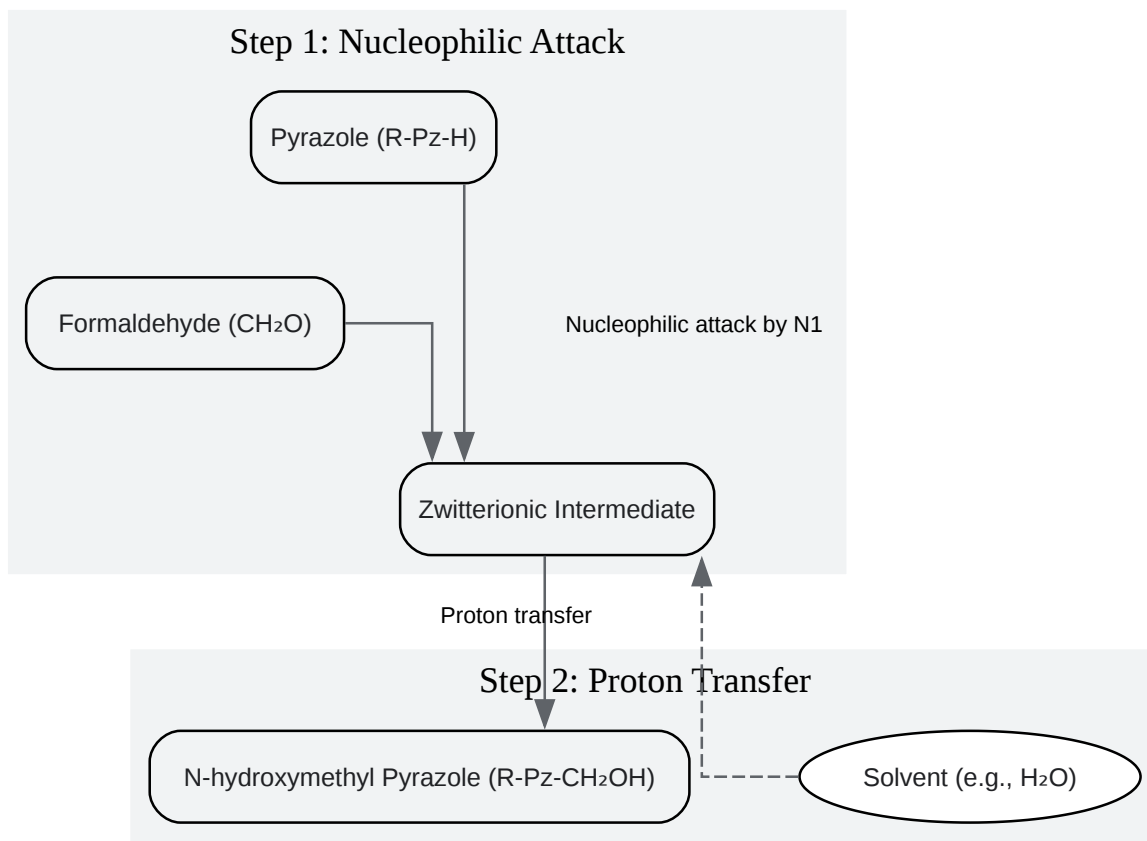 Step 1: Nucleophilic Attack
Pyrazole (R-Pz-H)
Formaldehyde (CH₂O)
Nucleophilic attack by N1
Zwitterionic Intermediate
Proton transfer
Step 2: Proton Transfer
N-hydroxymethyl Pyrazole (R-Pz-CH₂OH)
Solvent (e.g., H₂O)